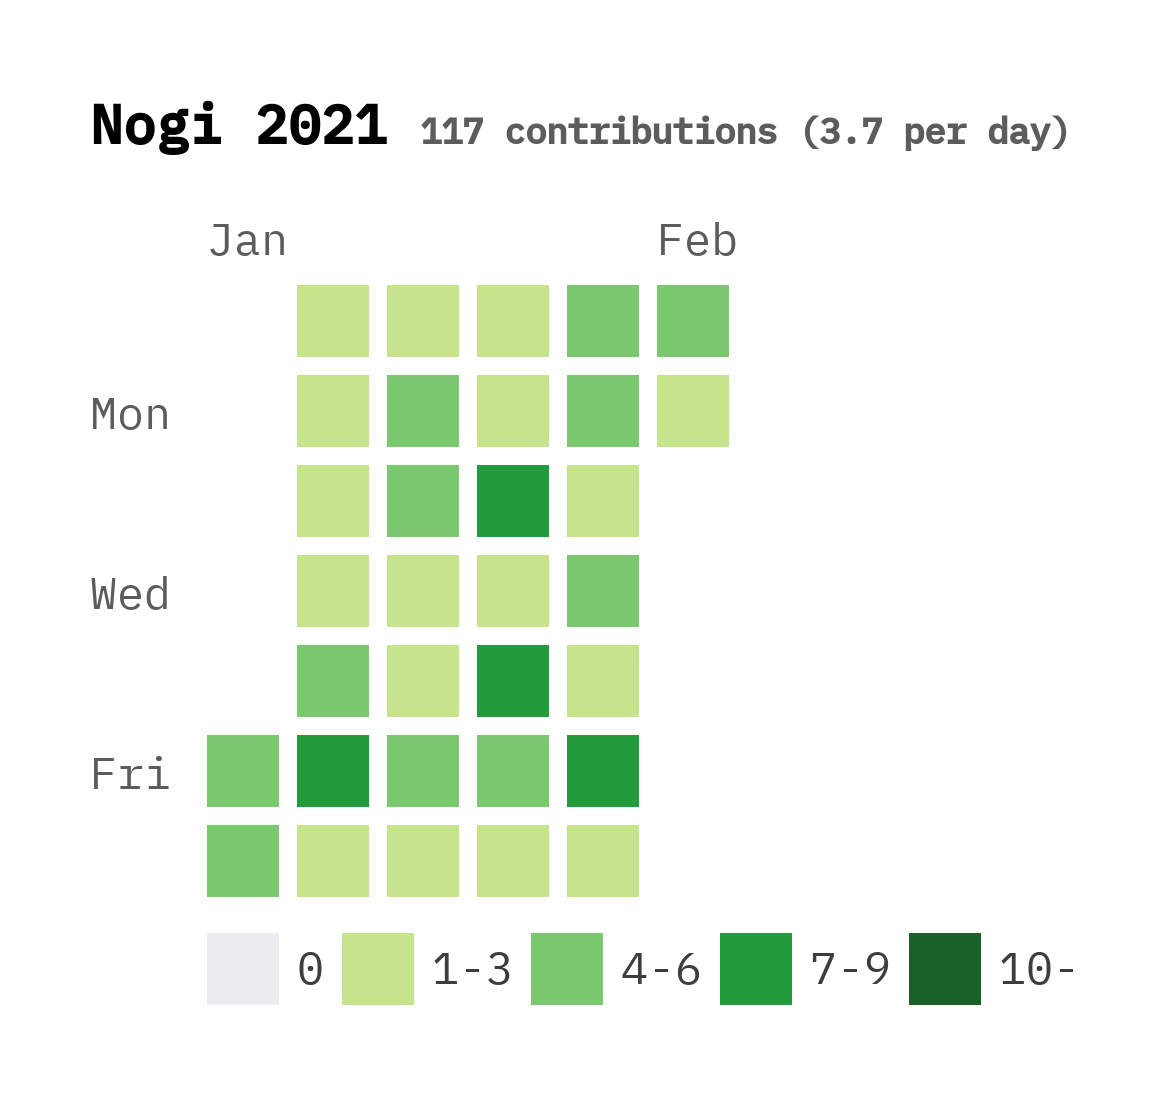 Nogi 2021 117 contributions (3.7 per day)
Jan Feb
Mon
Wed
Fri
0 1-3 4-6 7-9 10-